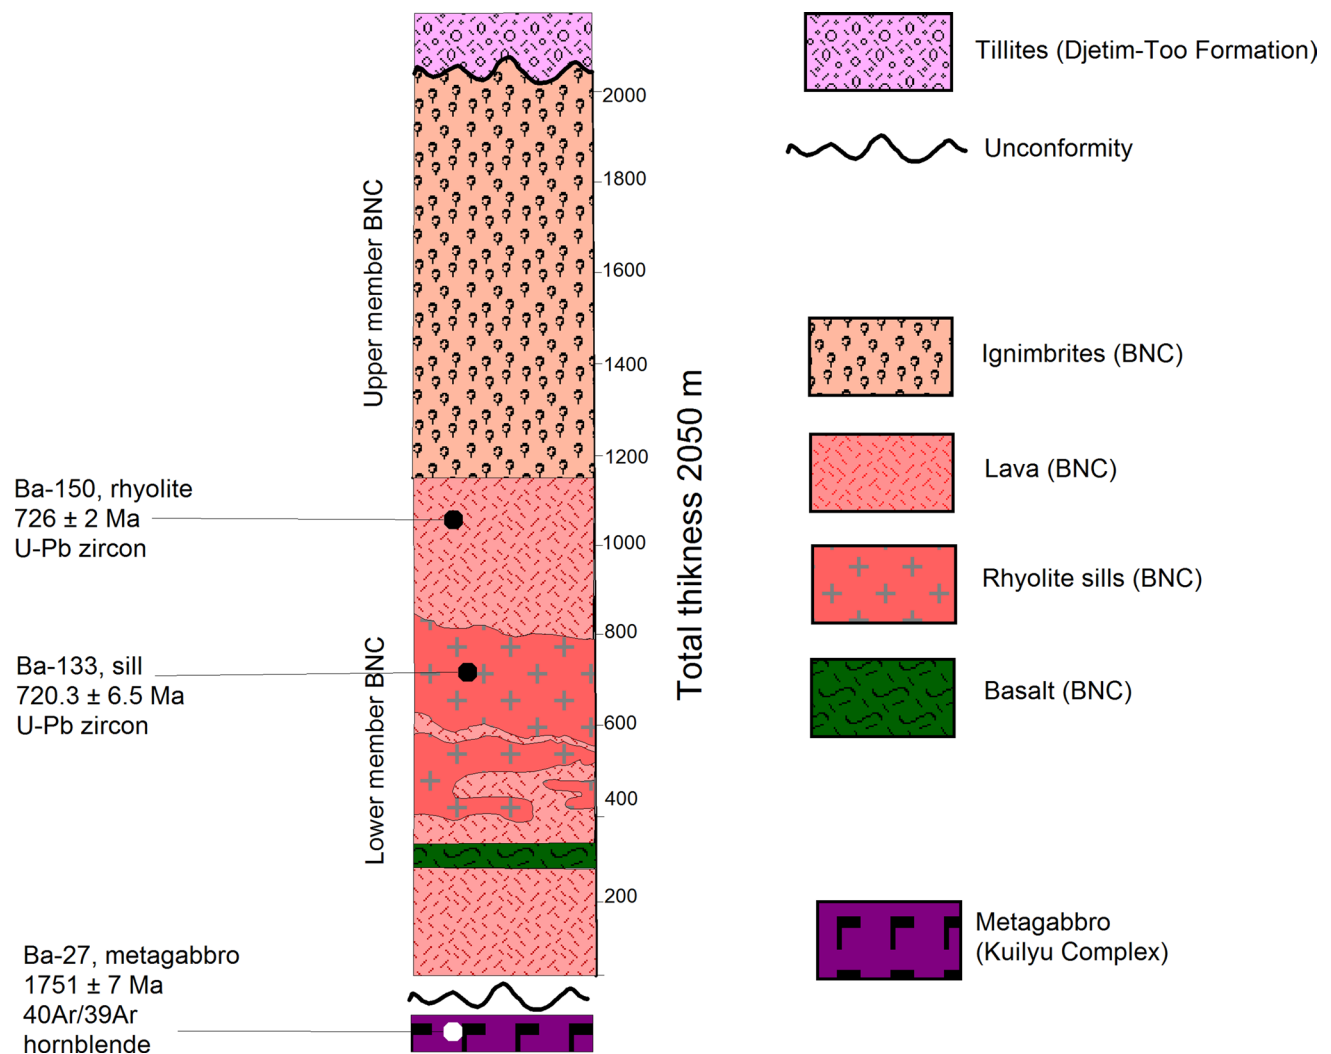 Tillites (Djetim-Too Formation)
Unconformity
Ignimbrites (BNC)
Lava (BNC)
Rhyolite sills (BNC)
Basalt (BNC)
Metagabbro
(Kuilyu Complex)
2000
1800
1600
1400
1200
1000
800
600
400
200
Total thikness 2050 m
Upper member BNC
Lower member BNC
Ba-150, rhyolite
726 ± 2 Ma
U-Pb zircon
Ba-133, sill
720.3 ± 6.5 Ma
U-Pb zircon
Ba-27, metagabbro
1751 ± 7 Ma
40Ar/39Ar
hornblende